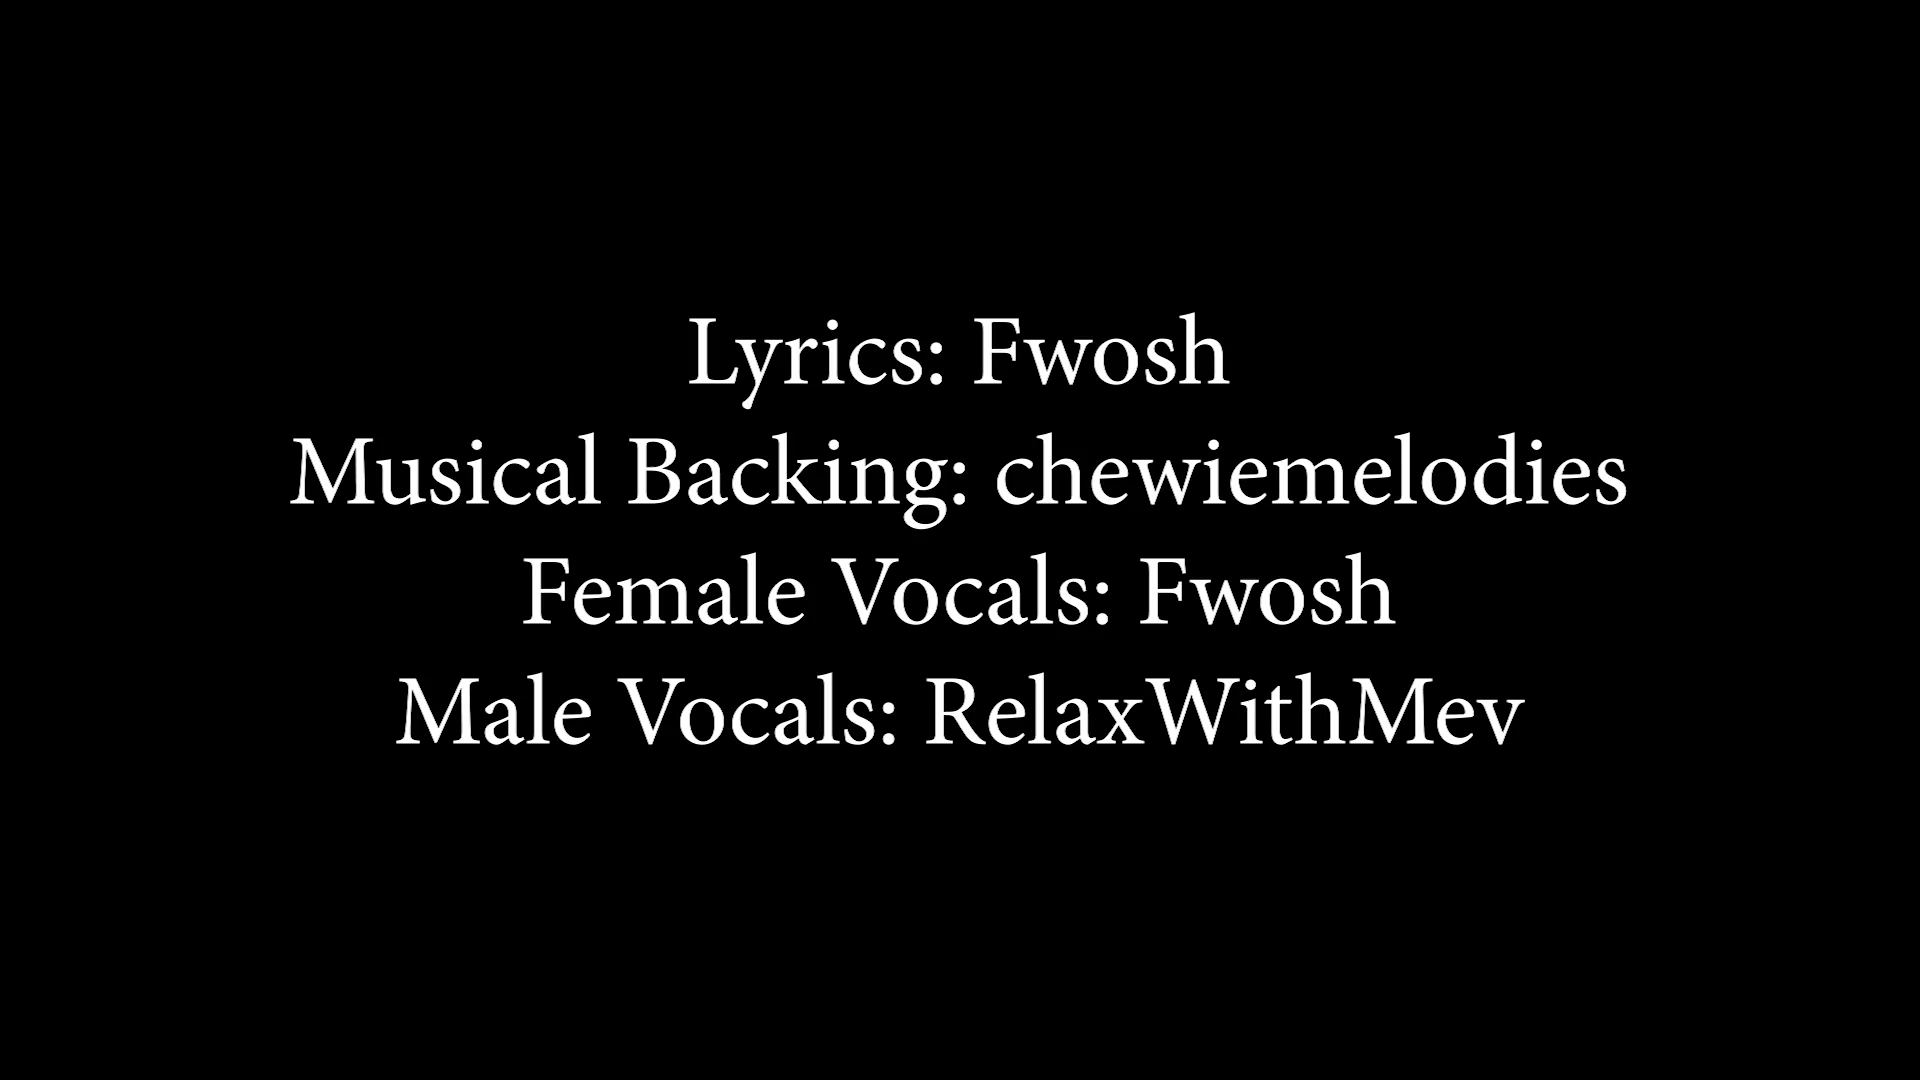 Lyrics: Fwosh
Musical Backing: chewiemelodies
Female Vocals: Fwosh
Male Vocals: RelaxWithMev